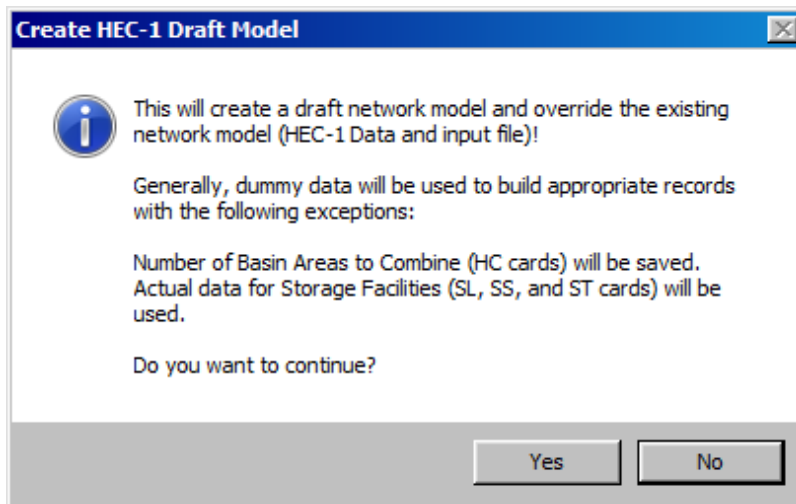 Create HEC-1 Draft Model
This will create a draft network model and override the existing
network model (HEC-1 Data and input file)!
Generally, dummy data will be used to build appropriate records
with the following exceptions:
Number of Basin Areas to Combine (HC cards) will be saved.
Actual data for Storage Facilities (SL, SS, and ST cards) will be
used.
Do you want to continue?
Yes
No